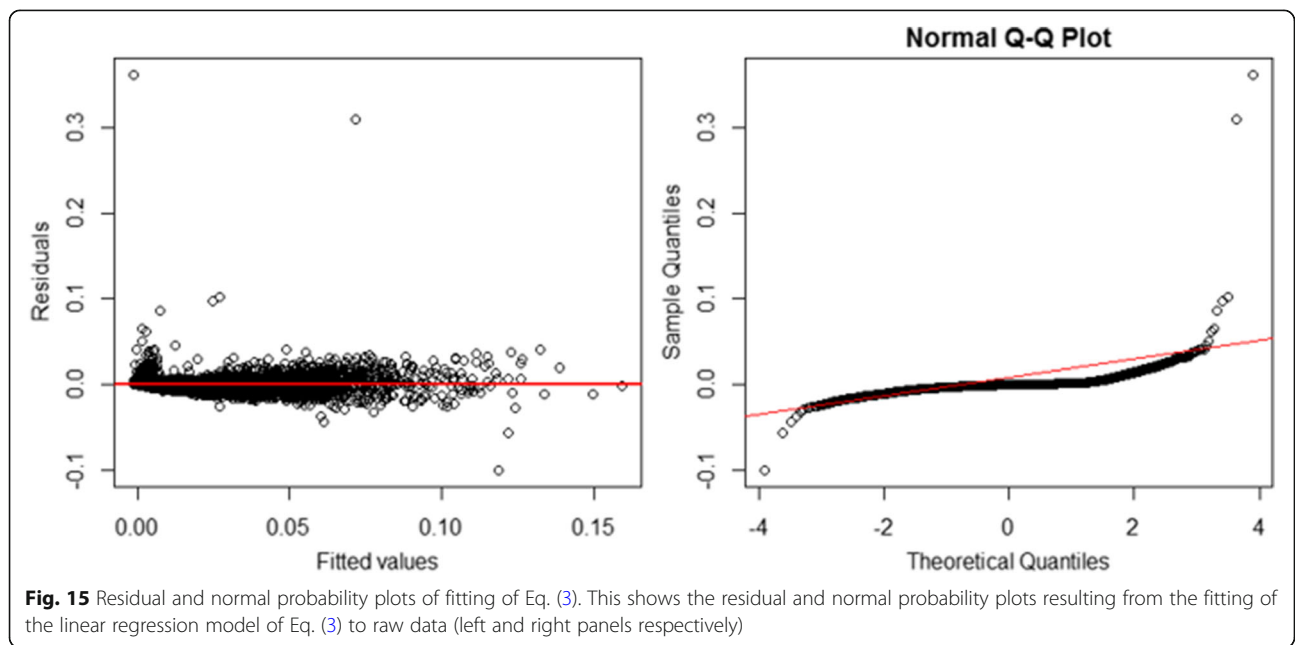 0.3
0.2
0.1
0.0
-0.1
Residuals
0.00 0.05 0.10 0.15
Fitted values
Normal Q-Q Plot
0.3
0.2
0.1
0.0
-0.1
Sample Quantiles
-4 -2 0 2 4
Theoretical Quantiles
Fig. 15 Residual and normal probability plots of fitting of Eq. (3). This shows the residual and normal probability plots resulting from the fitting of
the linear regression model of Eq. (3) to raw data (left and right panels respectively)